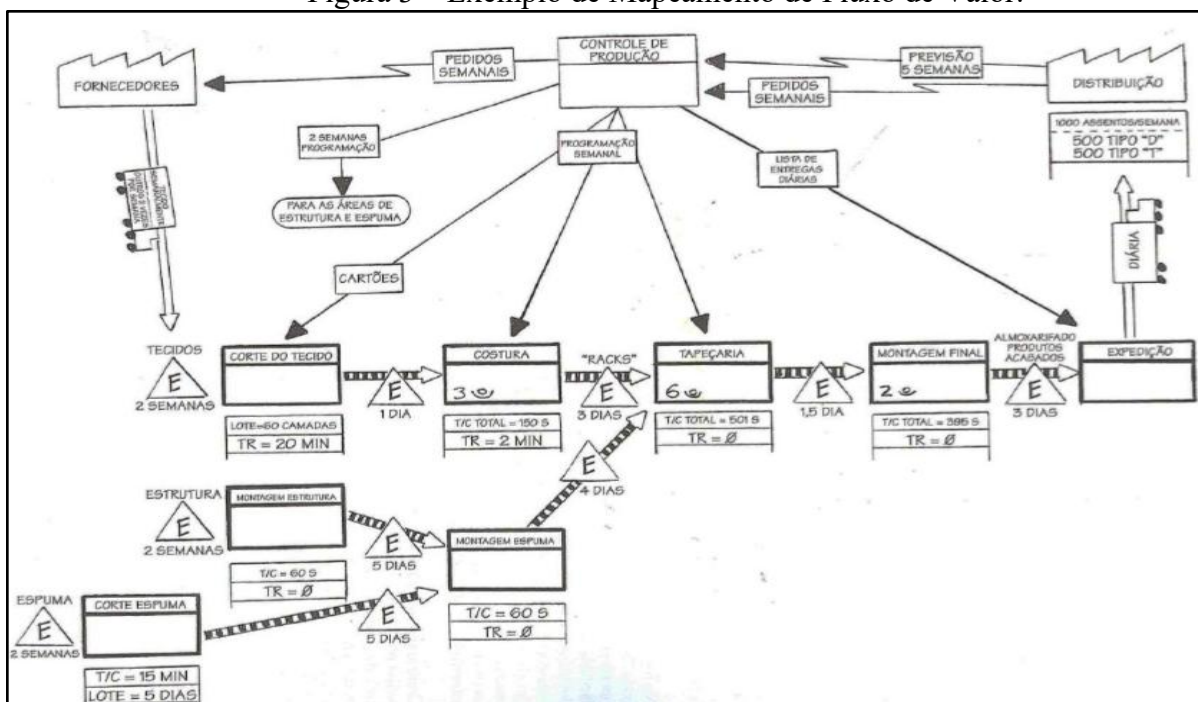 Figura 3 – Exemplo de Mapeamento de Fluxo de Valor.
FORNECEDORES
PEDIDOS
SEMANAIS
CONTROLE DE
PRODUÇÃO
PREVISÃO
5 SEMANAS
PEDIDOS
SEMANAIS
DISTRIBUIÇÃO
1000 ASSENTOS/SEMANA
500 TIPO "D"
500 TIPO "T"
2 SEMANAS
PROGRAMAÇÃO
PROGRAMAÇÃO
SEMANAL
LISTA DE
ENTREGAS
DIÁRIAS
PARA AS ÁREAS DE
ESTRUTURA E ESPUMA
TECIDO
SEMANA
DIÁRIA
CARTÕES
TECIDOS
E
2 SEMANAS
CORTE DO TECIDO
LOTE=60 CAMADAS
TR = 20 MIN
E
1 DIA
COSTURA
3
T/C TOTAL = 150 S
TR = 2 MIN
"RACKS"
E
3 DIAS
TAPEÇARIA
6
T/C TOTAL = 501 S
TR = Ø
E
1,5 DIA
MONTAGEM FINAL
2
T/C TOTAL = 395 S
TR = Ø
ALMOXARIFADO
PRODUTOS
ACABADOS
E
3 DIAS
EXPEDIÇÃO
ESTRUTURA
E
2 SEMANAS
MONTAGEM ESTRUTURA
T/C = 60 S
TR = Ø
E
5 DIAS
E
4 DIAS
MONTAGEM ESPUMA
T/C = 60 S
TR = Ø
ESPUMA
E
2 SEMANAS
CORTE ESPUMA
T/C = 15 MIN
LOTE = 5 DIAS
E
5 DIAS